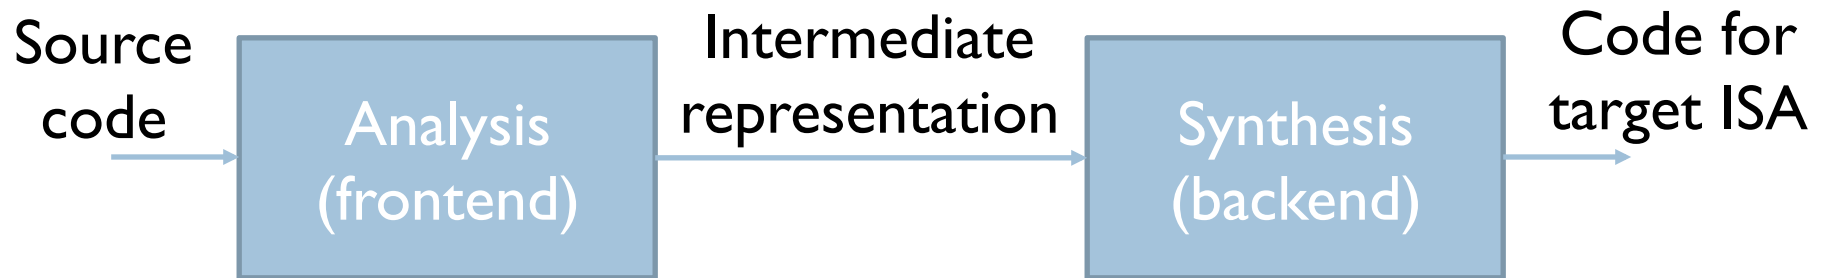 Source
code
Analysis
(frontend)
Intermediate
representation
Synthesis
(backend)
Code for
target ISA